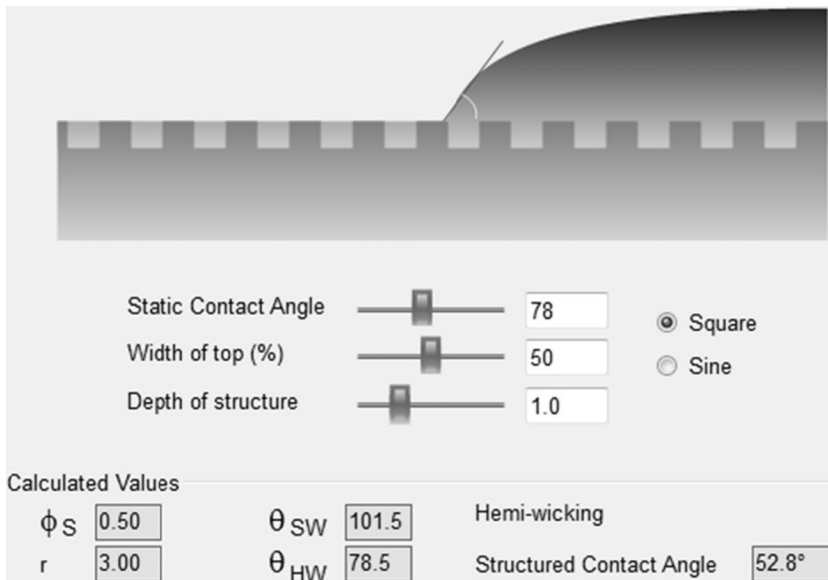 Static Contact Angle 78
Square
Width of top (%) 50
Sine
Depth of structure 1.0
Calculated Values
ϕS 0.50 θSW 101.5 Hemi-wicking
r 3.00 θHW 78.5 Structured Contact Angle 52.8°